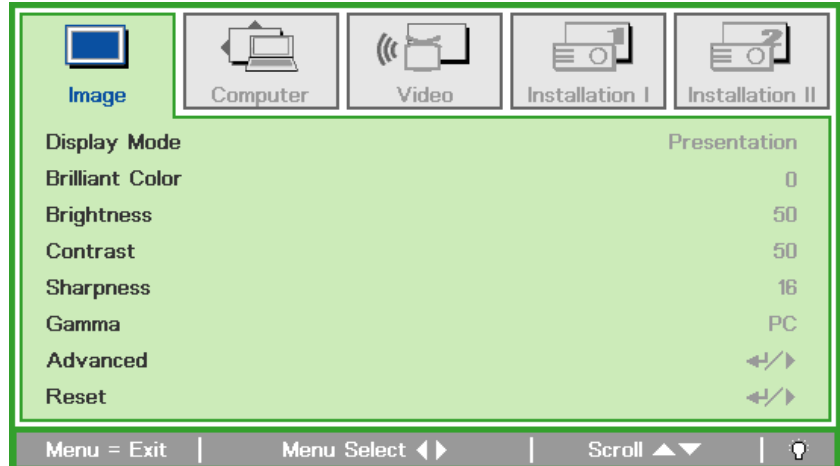 Image Computer Video Installation I Installation II
Display Mode Presentation
Brilliant Color 0
Brightness 50
Contrast 50
Sharpness 16
Gamma PC
Advanced
Reset
Menu = Exit Menu Select Scroll